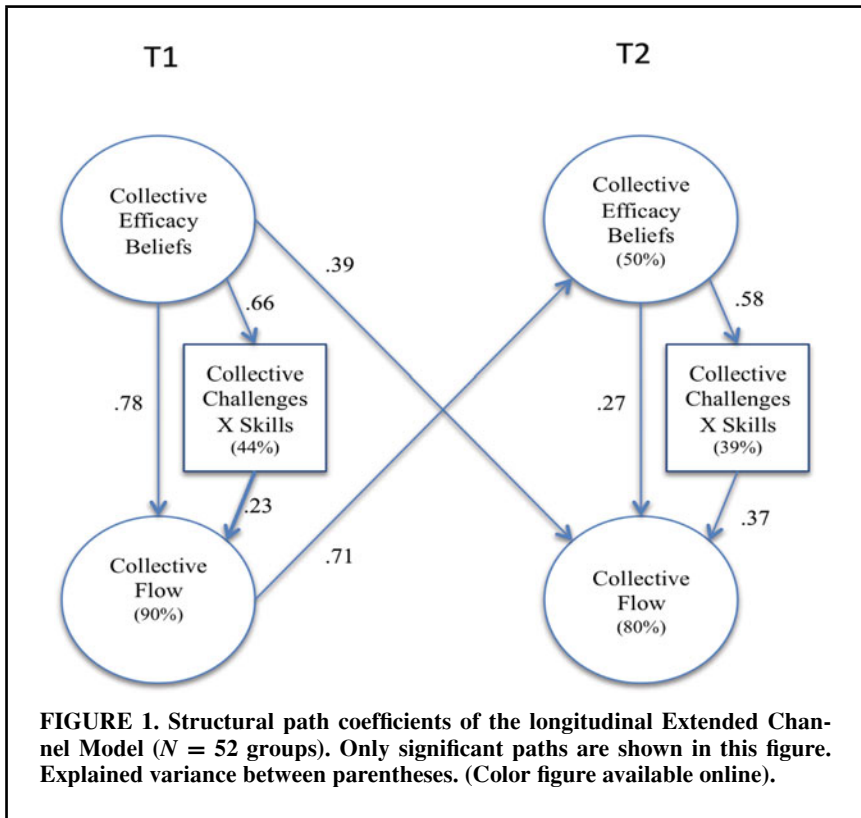 T1
T2
Collective
Efficacy
Beliefs
Collective
Efficacy
Beliefs
(50%)
.39
.66
.58
.78
Collective
Challenges
X Skills
(44%)
.27
Collective
Challenges
X Skills
(39%)
.23
.37
.71
Collective
Flow
(90%)
Collective
Flow
(80%)
FIGURE 1. Structural path coefficients of the longitudinal Extended Chan-
nel Model (N = 52 groups). Only significant paths are shown in this figure.
Explained variance between parentheses. (Color figure available online).